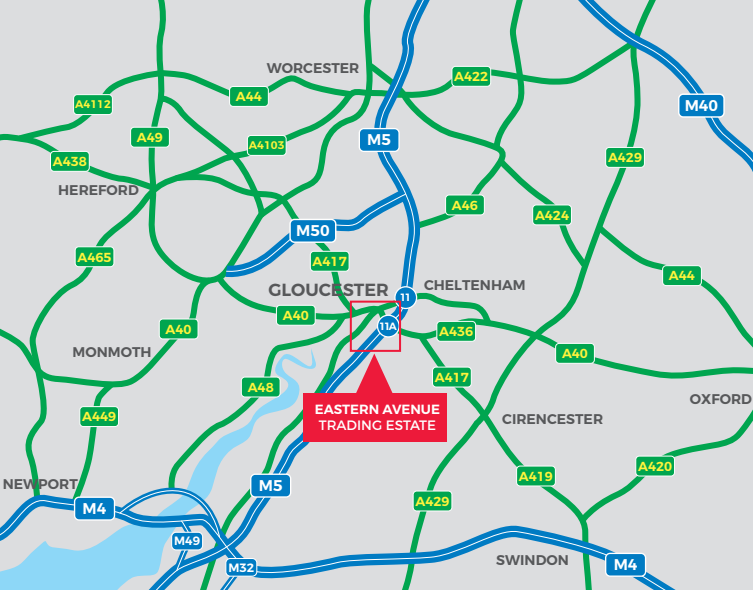 WORCESTER
A422
A4112
A44
M40
A49
M5
A4103
A438
A429
HEREFORD
A46
A424
M50
A465
A417
A44
GLOUCESTER
CHELTENHAM
11
A40
A40
11A
A436
MONMOTH
A40
A48
A417
OXFORD
EASTERN AVENUE
TRADING ESTATE
A449
CIRENCESTER
A420
A419
NEWPORT
M5
A429
M4
M49
SWINDON
M32
M4